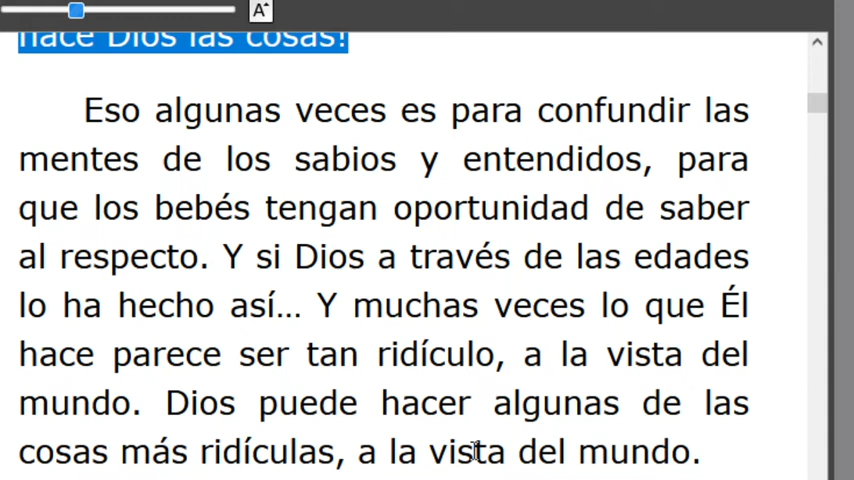 A
hace Dios las cosas!
Eso algunas veces es para confundir las
mentes de los sabios y entendidos, para
que los bebés tengan oportunidad de saber
al respecto. Y si Dios a través de las edades
lo ha hecho así... Y muchas veces lo que Él
hace parece ser tan ridículo, a la vista del
mundo. Dios puede hacer algunas de las
cosas más ridículas, a la vista del mundo.